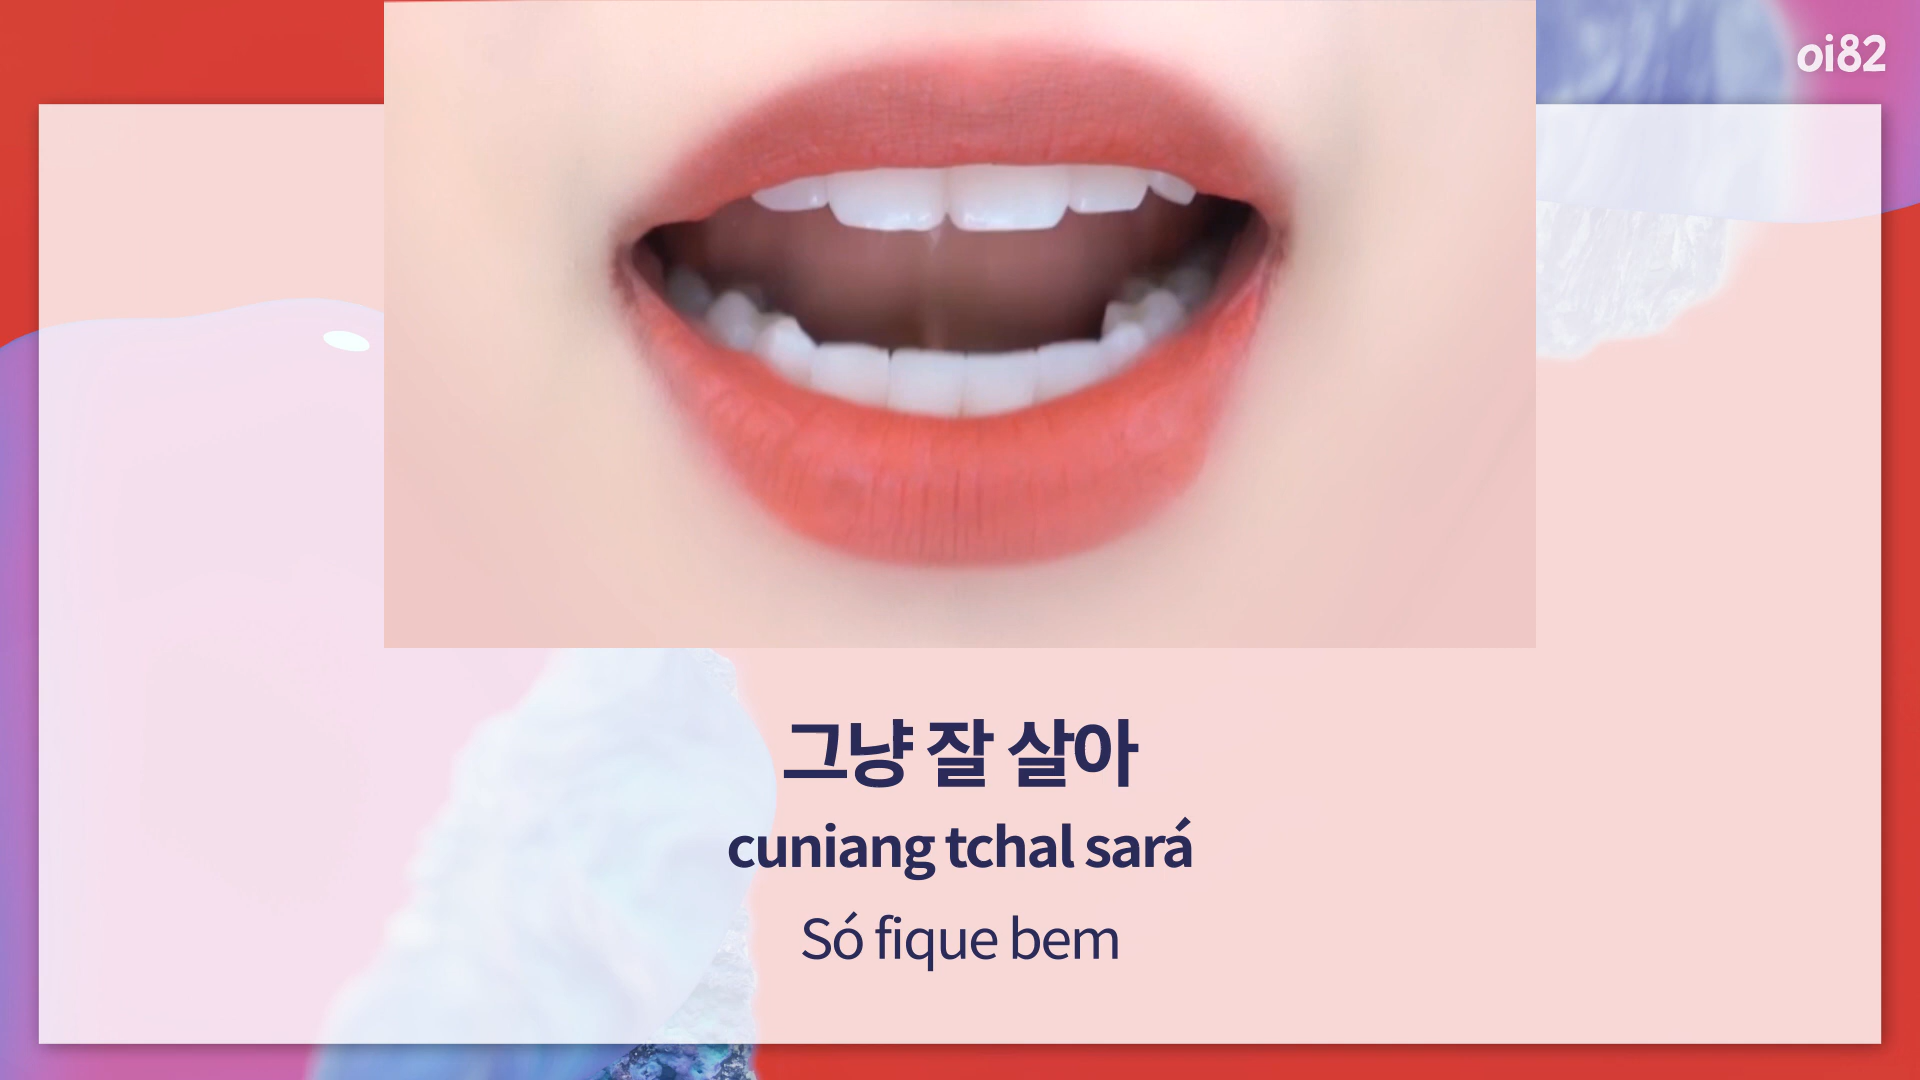 oi82
그냥 잘 살아
cuniang tchal sará
Só fique bem